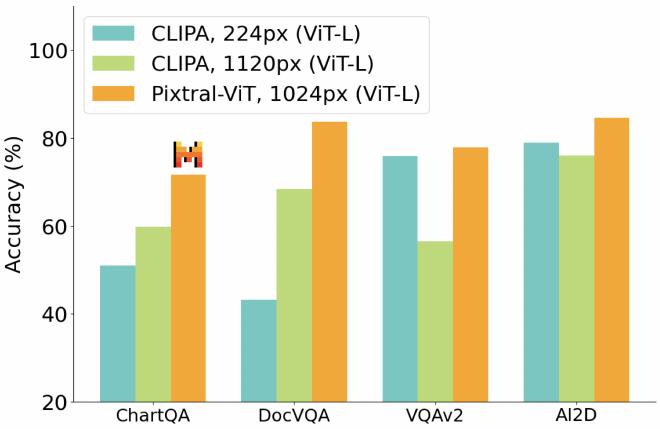 CLIPA, 224px (ViT-L)
CLIPA, 1120px (ViT-L)
Pixtral-ViT, 1024px (ViT-L)
Accuracy (%)
100
80
60
40
20
ChartQA
DocVQA
VQAv2
AI2D